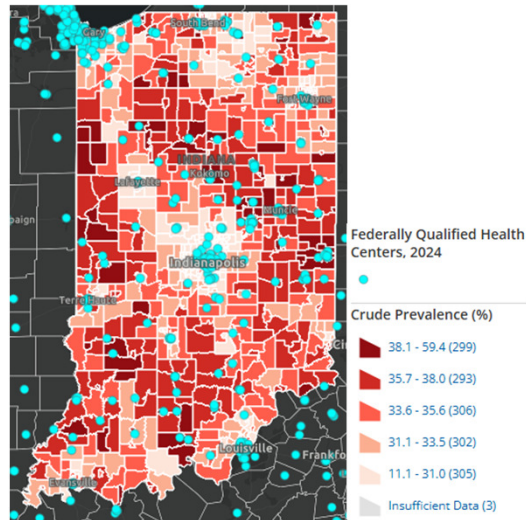 Gary
South Bend
Fort Wayne
INDIANA
Kokomo
Lafayette
Muncie
paign
Indianapolis
Terre Haute
Louisville
Frankfo
Evansville
Federally Qualified Health
Centers, 2024
Crude Prevalence (%)
38.1 - 59.4 (299)
35.7 - 38.0 (293)
33.6 - 35.6 (306)
31.1 - 33.5 (302)
11.1 - 31.0 (305)
Insufficient Data (3)